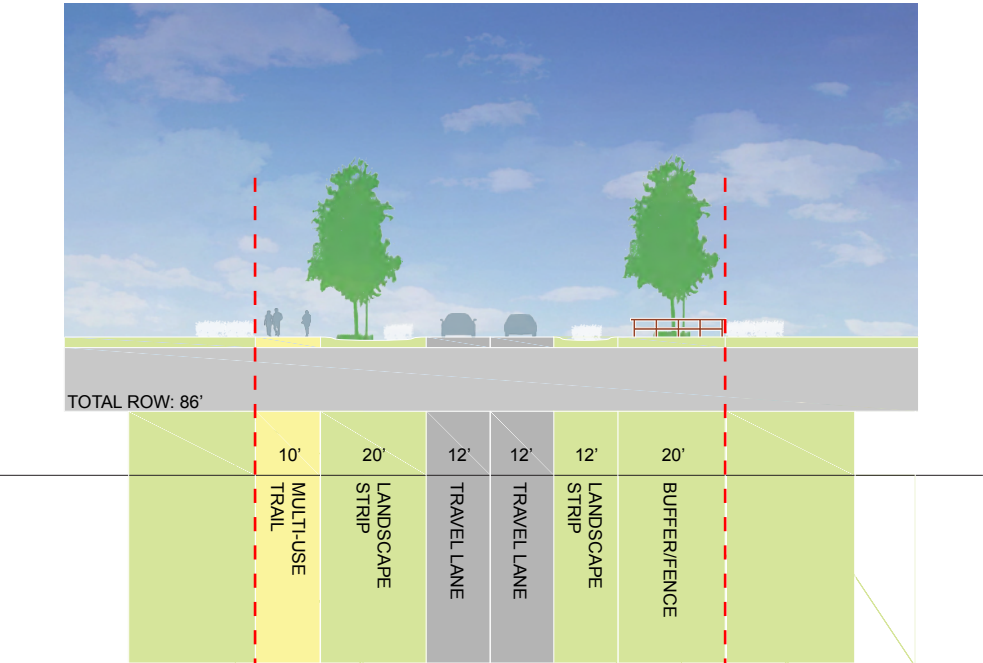 TOTAL ROW: 86’
10’
20’
12’
12’
12’
20’
MULTI-USE
TRAIL
LANDSCAPE
STRIP
TRAVEL LANE
TRAVEL LANE
LANDSCAPE
STRIP
BUFFER/FENCE